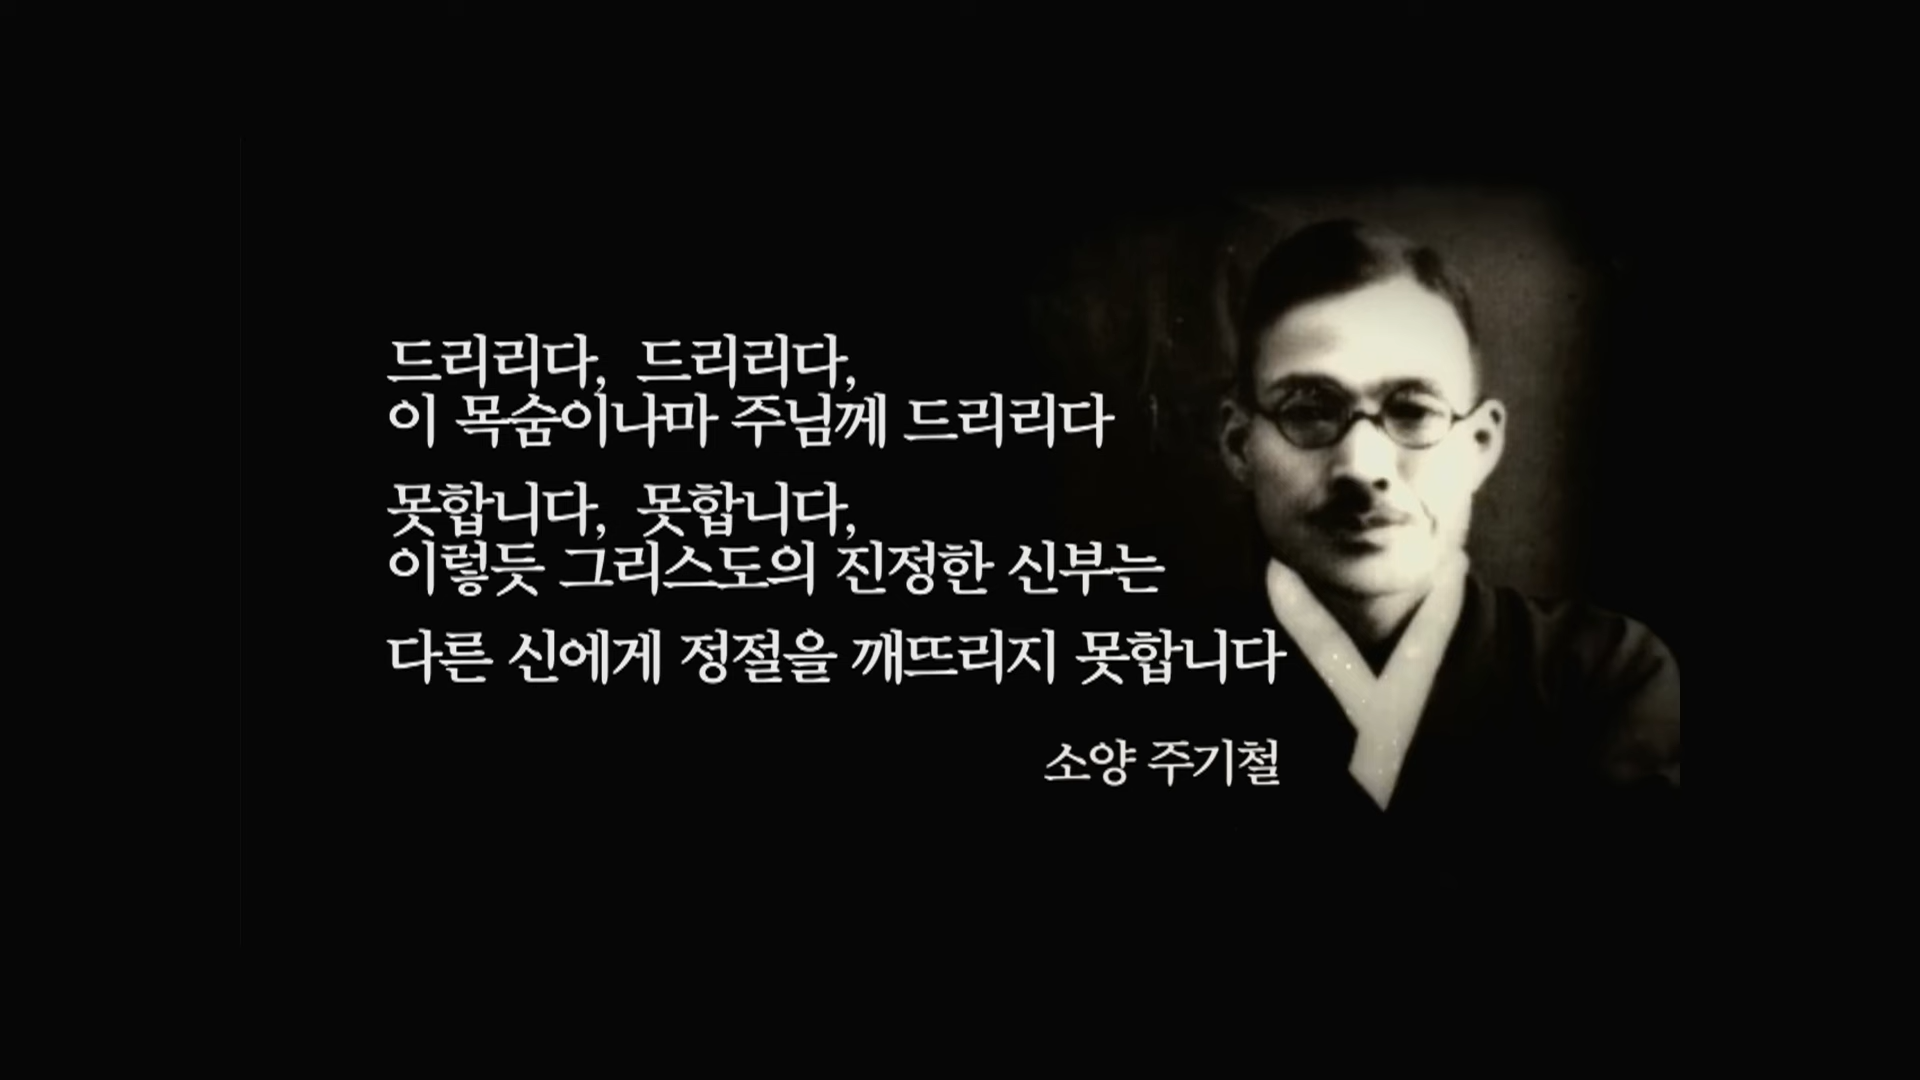 드리리다, 드리리다,
이 목숨이나마 주님께 드리리다
못합니다, 못합니다,
이렇듯 그리스도의 진정한 신부는
다른 신에게 정절을 깨뜨리지 못합니다
소양 주기철